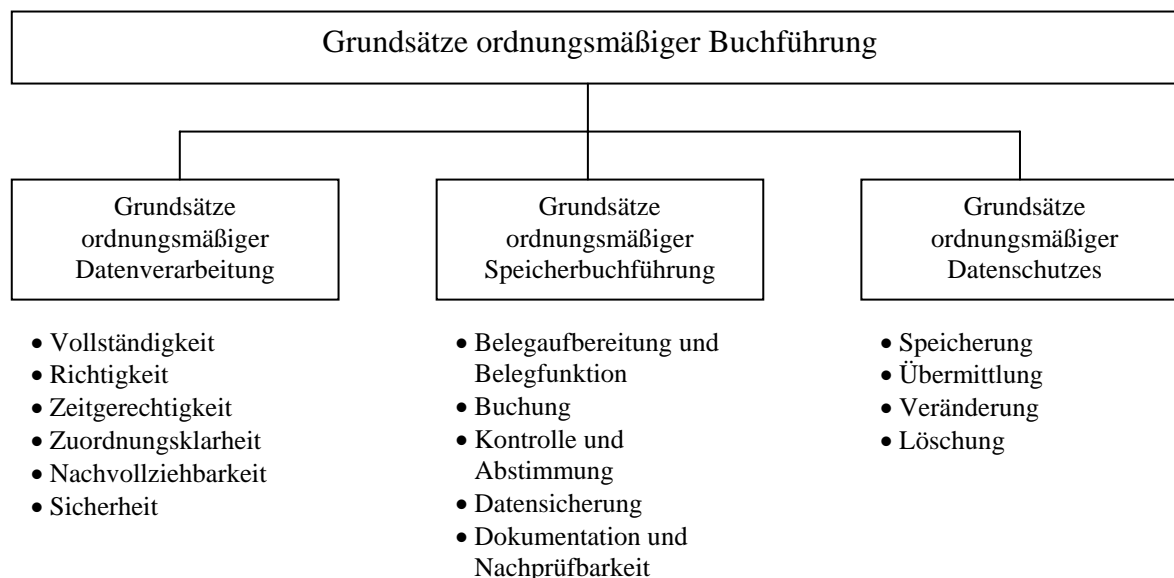 Grundsätze ordnungsmäßiger Buchführung
Grundsätze
ordnungsmäßiger
Datenverarbeitung
• Vollständigkeit
• Richtigkeit
• Zeitgerechtigkeit
• Zuordnungsklarheit
• Nachvollziehbarkeit
• Sicherheit
Grundsätze
ordnungsmäßiger
Speicherbuchführung
• Belegaufbereitung und
Belegfunktion
• Buchung
• Kontrolle und
Abstimmung
• Datensicherung
• Dokumentation und
Nachprüfbarkeit
Grundsätze
ordnungsmäßiger
Datenschutzes
• Speicherung
• Übermittlung
• Veränderung
• Löschung